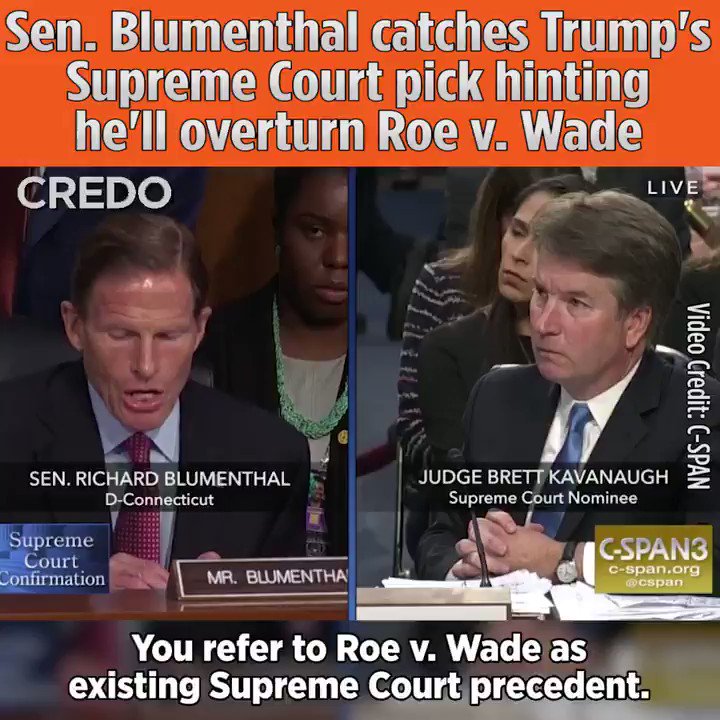 Sen. Blumenthal catches Trump's
Supreme Court pick hinting
he'll overturn Roe v. Wade
CREDO
LIVE
Video Credit: C-SPAN
SEN. RICHARD BLUMENTHAL
D-Connecticut
JUDGE BRETT KAVANAUGH
Supreme Court Nominee
Supreme
Court
Confirmation
MR. BLUMENTHA
C-SPAN3
c-span.org
@cspan
You refer to Roe v. Wade as
existing Supreme Court precedent.